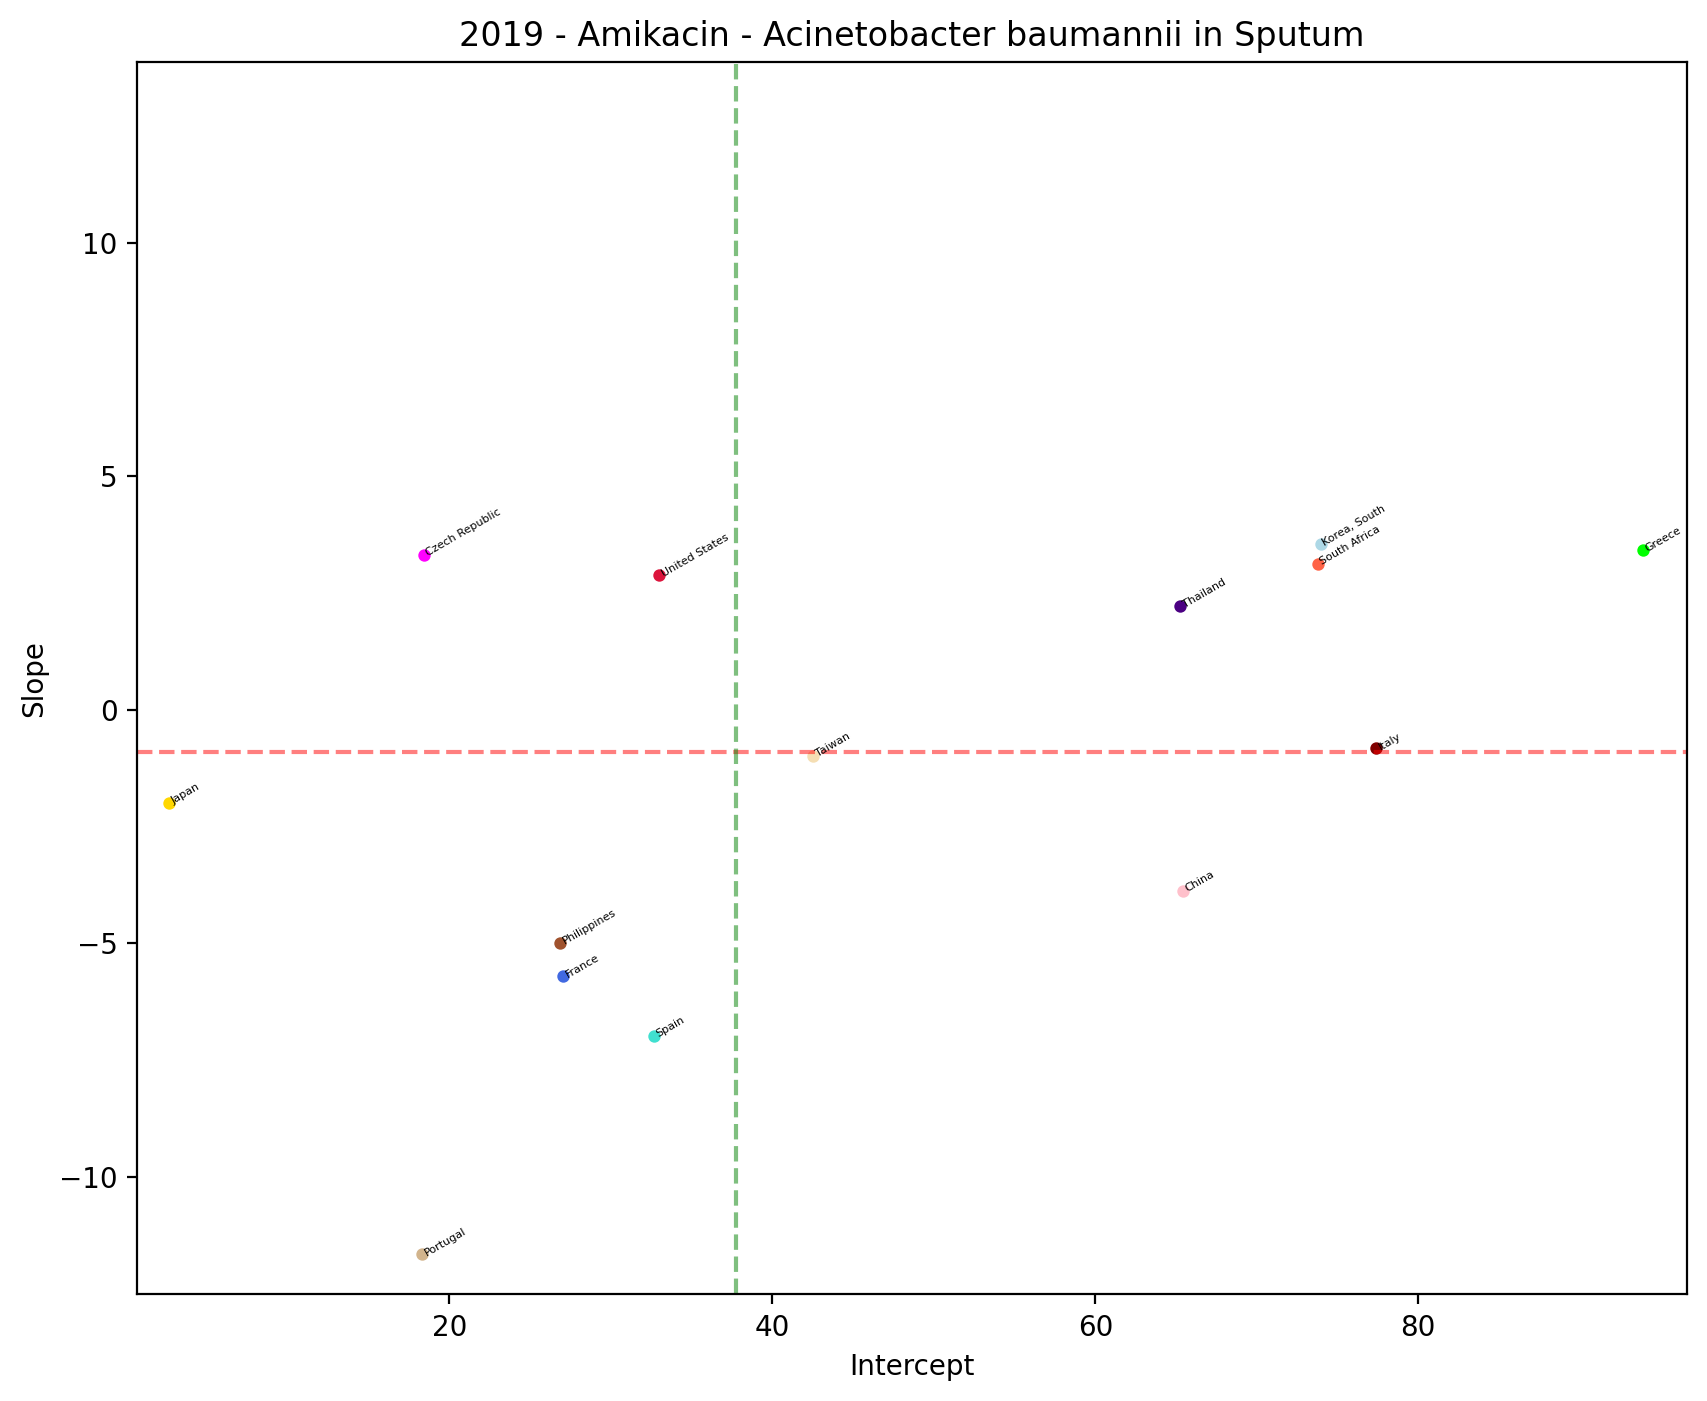 2019 - Amikacin - Acinetobacter baumannii in Sputum
Slope
10
5
0
−5
−10
Czech Republic
United States
Korea, South
South Africa
Greece
Thailand
Taiwan
Italy
Japan
China
Philippines
France
Spain
Portugal
20
40
60
80
Intercept